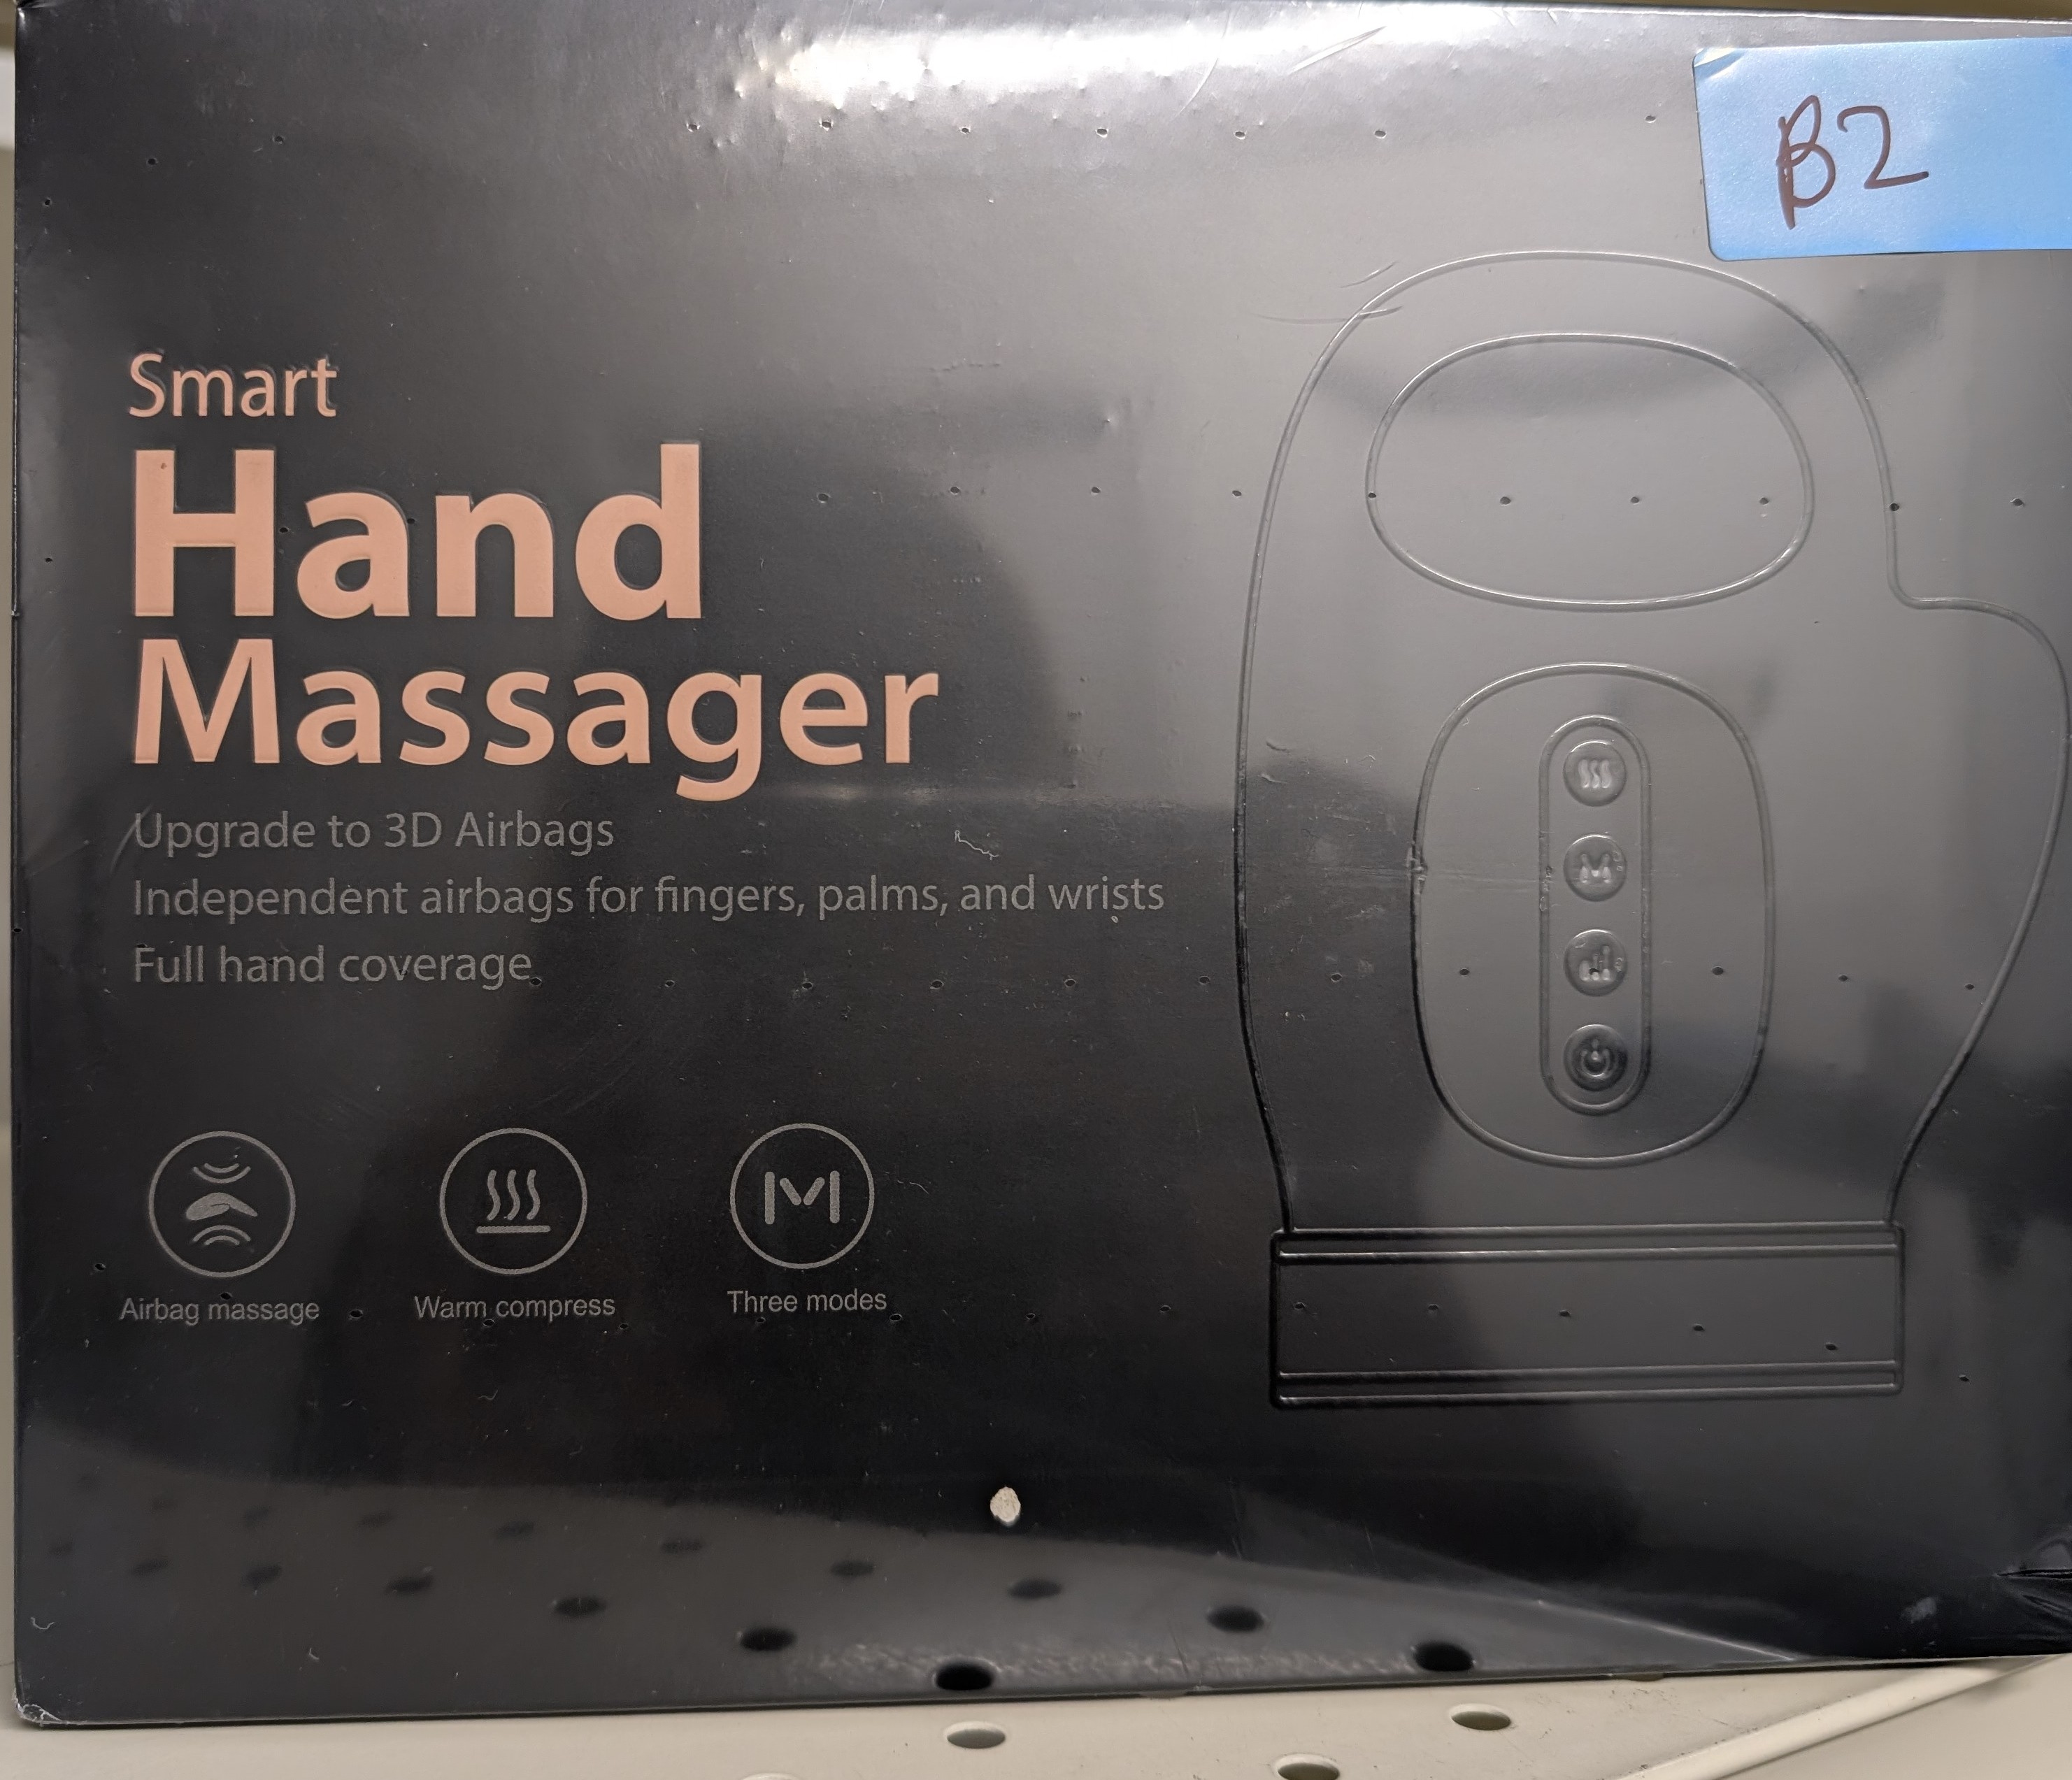 B2
Smart
Hand
Massager
Upgrade to 3D Airbags
Independent airbags for fingers, palms, and wrists
Full hand coverage
M
M
Airbag massage
Warm compress
Three modes